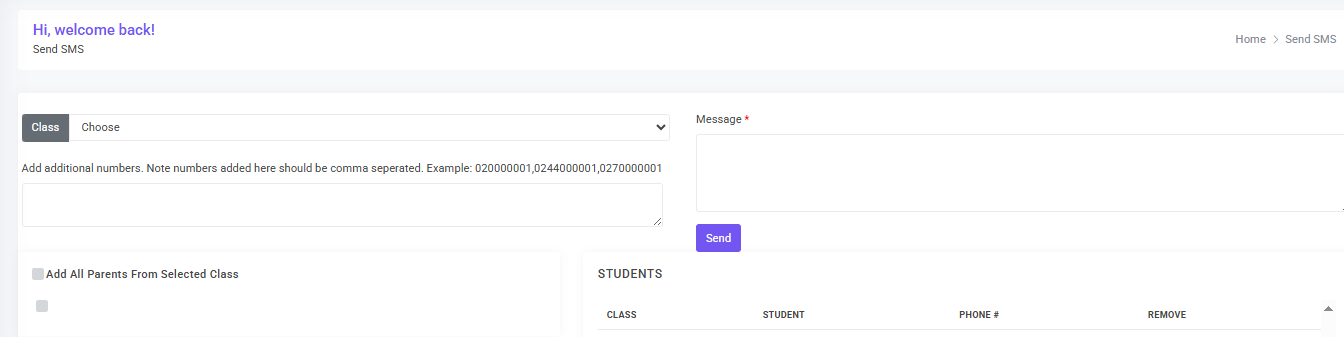 Hi, welcome back!
Send SMS
Home > Send SMS
Class Choose
Add additional numbers. Note numbers added here should be comma seperated. Example: 020000001,0244000001,0270000001
Message *
Send
Add All Parents From Selected Class
STUDENTS
CLASS STUDENT PHONE # REMOVE